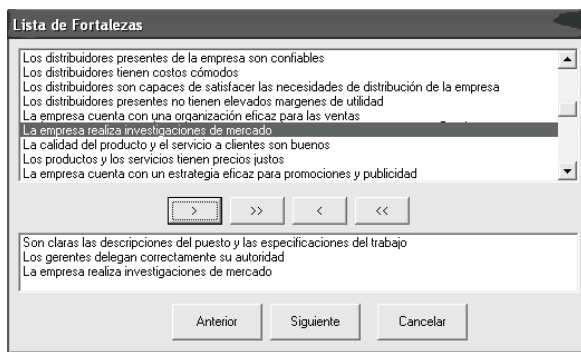 Lista de Fortalezas
Los distribuidores presentes de la empresa son confiables
Los distribuidores tienen costos cómodos
Los distribuidores son capaces de satisfacer las necesidades de distribución de la empresa
Los distribuidores presentes no tienen elevados margenes de utilidad
La empresa cuenta con una organización eficaz para las ventas
La empresa realiza investigaciones de mercado
La calidad del producto y el servicio a clientes son buenos
Los productos y los servicios tienen precios justos
La empresa cuenta con un estrategia eficaz para promociones y publicidad
> >> < <<
Son claras las descripciones del puesto y las especificaciones del trabajo
Los gerentes delegan correctamente su autoridad
La empresa realiza investigaciones de mercado
Anterior Siguiente Cancelar